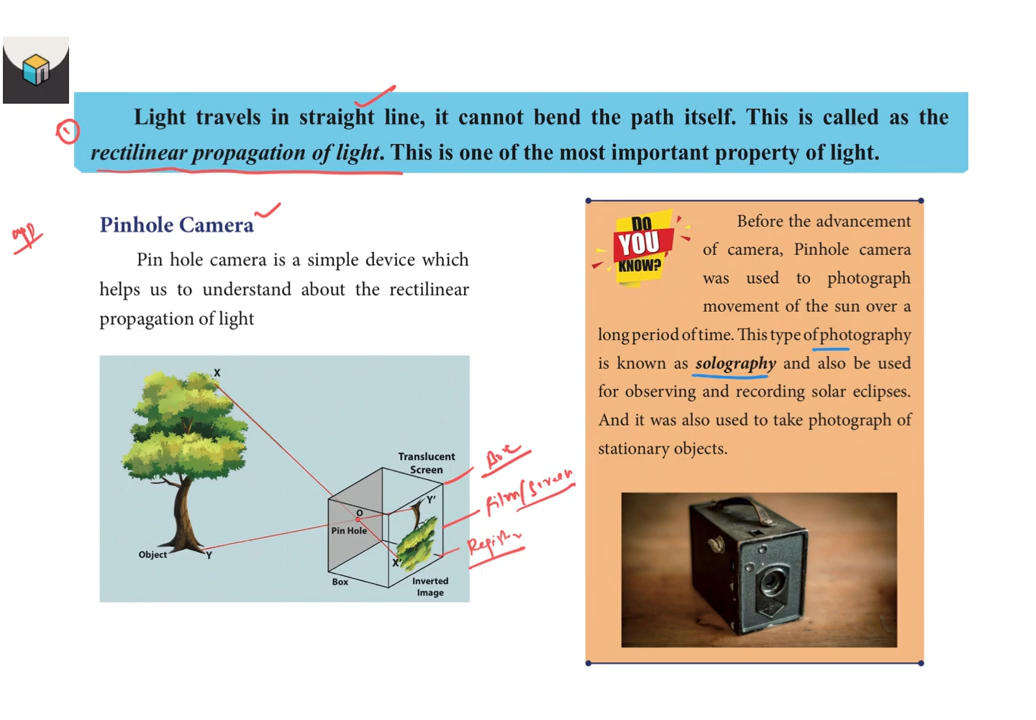 Light travels in straight line, it cannot bend the path itself. This is called as the
rectilinear propagation of light. This is one of the most important property of light.
Pinhole Camera
Pin hole camera is a simple device which
helps us to understand about the rectilinear
propagation of light
X
Translucent
Screen
Y'
O
Pin Hole
Object
Y
X'
Box
Inverted
Image
Box
Film/Screen
DO
YOU
KNOW?
Before the advancement
of camera, Pinhole camera
was used to photograph
movement of the sun over a
long period of time. This type of photography
is known as solography and also be used
for observing and recording solar eclipses.
And it was also used to take photograph of
stationary objects.